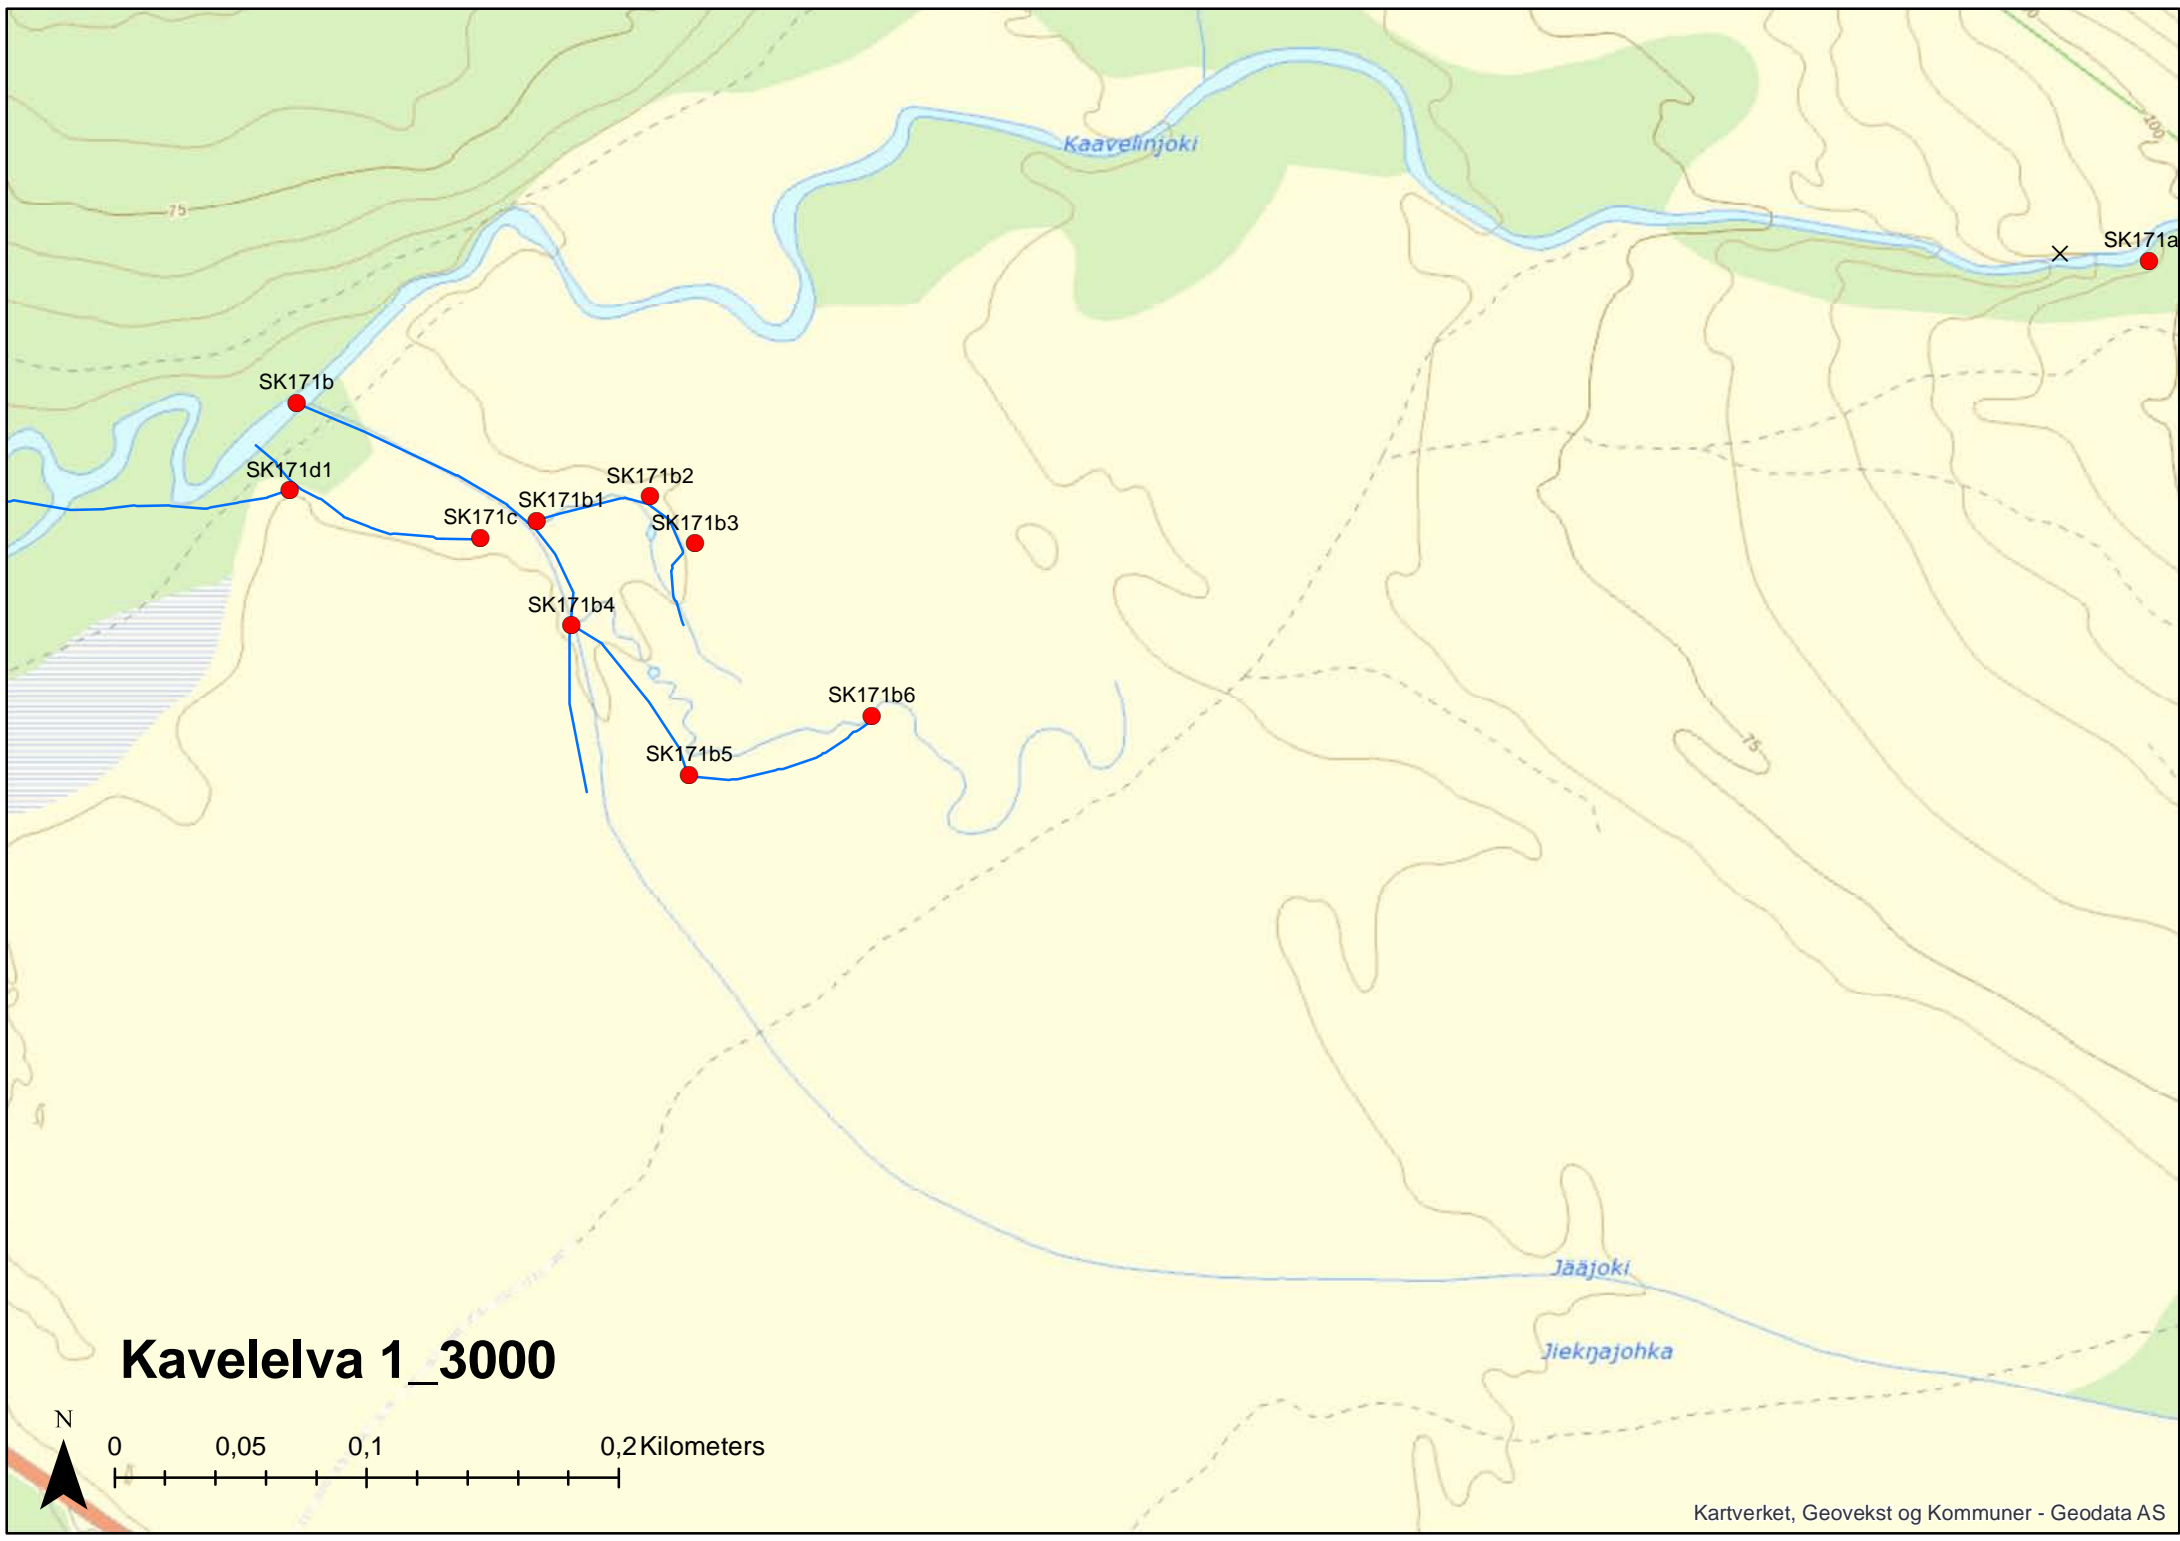 100
Kaavelinjoki
75
SK171a
SK171b
SK171d1
SK171b2
SK171b1
SK171c
SK171b3
SK171b4
SK171b6
SK171b5
75
Jääjoki
Jiekŋajohka
Kavelelva 1_3000
N
0 0,05 0,1 0,2 Kilometers
Kartverket, Geovekst og Kommuner - Geodata AS